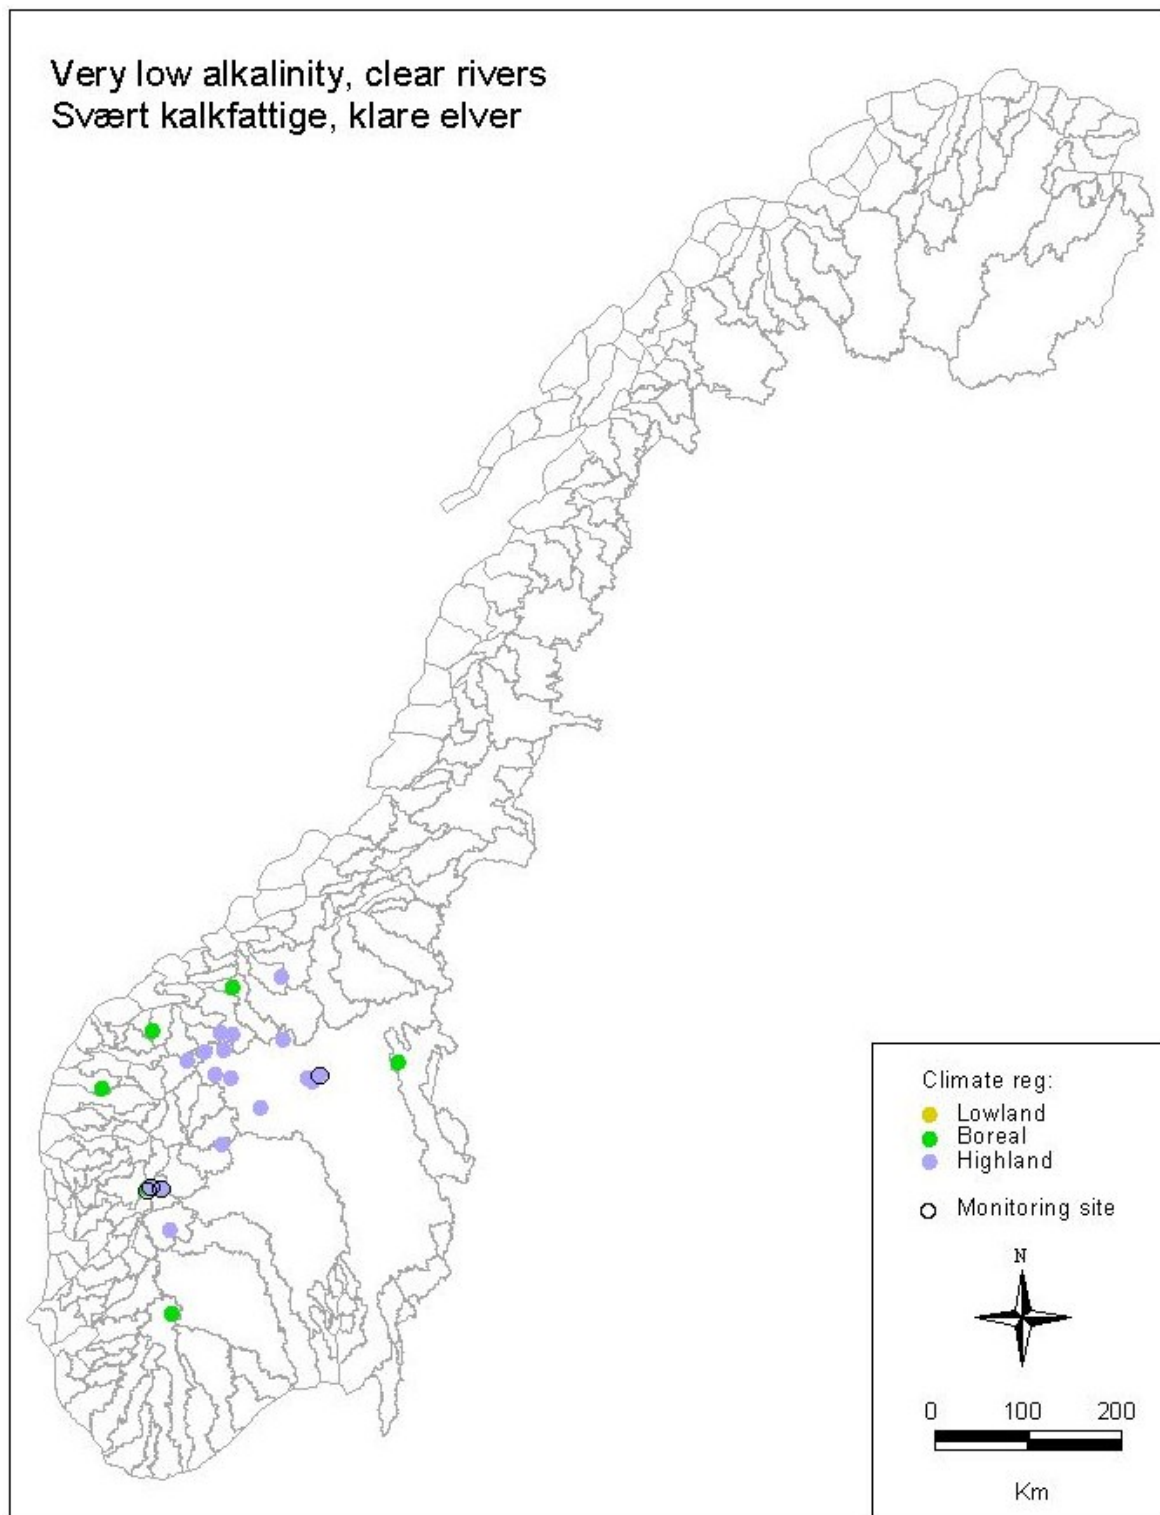 Very low alkalinity, clear rivers
Svært kalkfattige, klare elver
Climate reg:
Lowland
Boreal
Highland
Monitoring site
N
0 100 200
Km